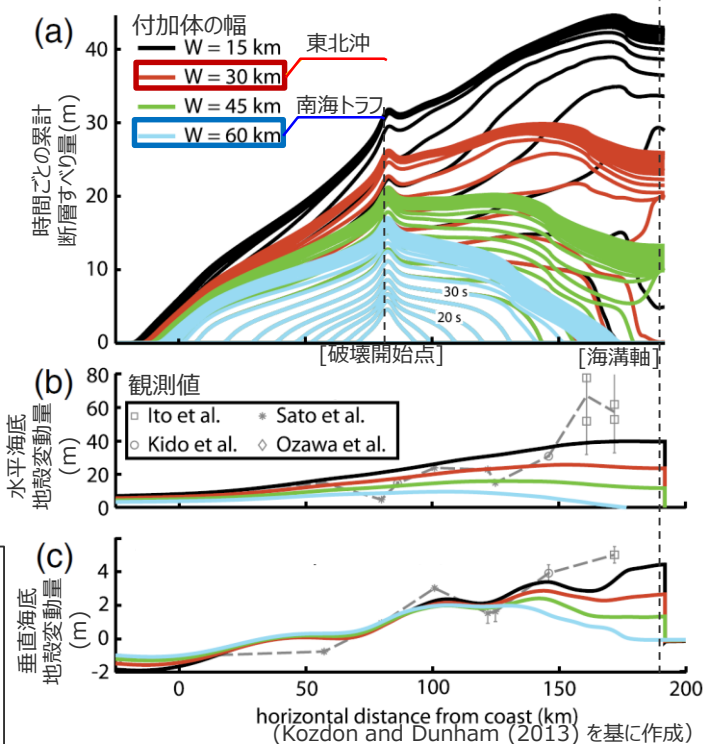 (a)
付加体の幅
W = 15 km
W = 30 km
W = 45 km
W = 60 km
東北沖
南海トラフ
時間ごとの累計
断層すべり量(m)
40
30
20
10
0
30 s
20 s
[破壊開始点]
[海溝軸]
(b)
観測値
Ito et al.
Sato et al.
Kido et al.
Ozawa et al.
水平海底
地殻変動量
(m)
80
60
40
20
0
(c)
垂直海底
地殻変動量
(m)
4
2
0
-2
0
50
100
150
200
horizontal distance from coast (km)
(Kozdon and Dunham (2013) を基に作成)